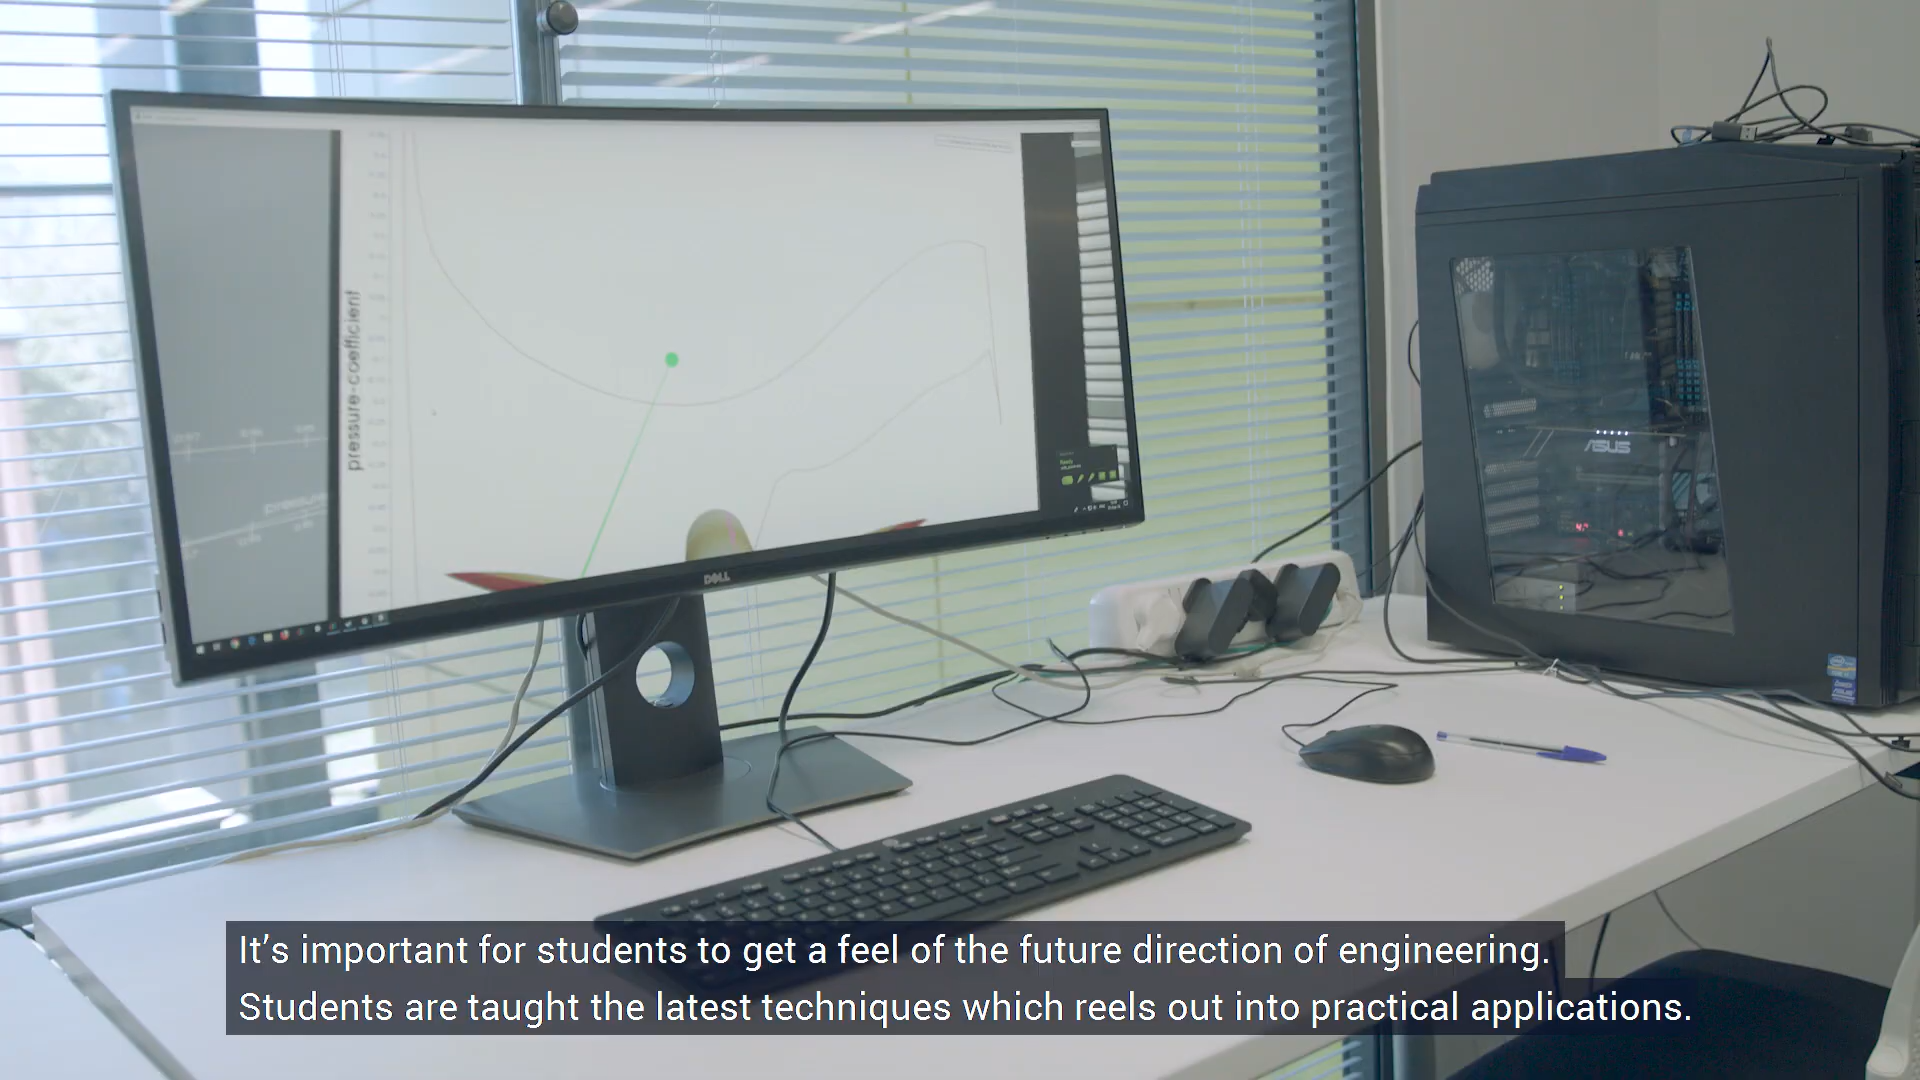 pressure-coefficient
DELL
ASUS
It’s important for students to get a feel of the future direction of engineering.
Students are taught the latest techniques which reels out into practical applications.